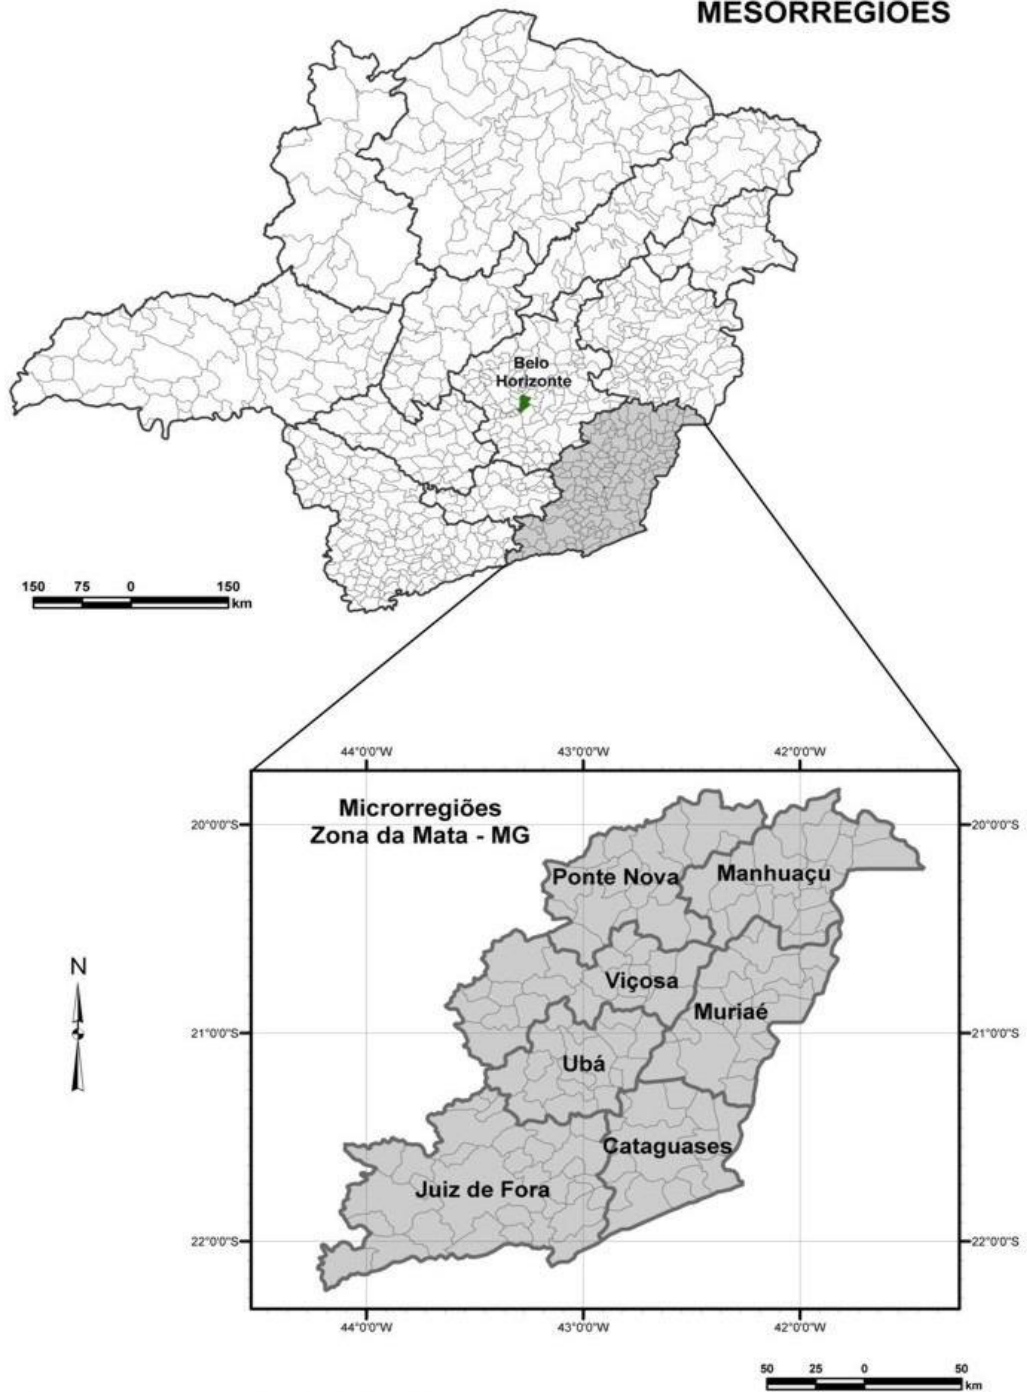 MESORREGIÕES
Belo
Horizonte
150 75 0 150
km
44°0'0"W 43°0'0"W 42°0'0"W
Microrregiões
Zona da Mata - MG
20°0'0"S 20°0'0"S
Ponte Nova Manhuaçu
N
Viçosa
Muriaé
21°0'0"S 21°0'0"S
Ubá
Cataguases
Juiz de Fora
22°0'0"S 22°0'0"S
44°0'0"W 43°0'0"W 42°0'0"W
50 25 0 50
km